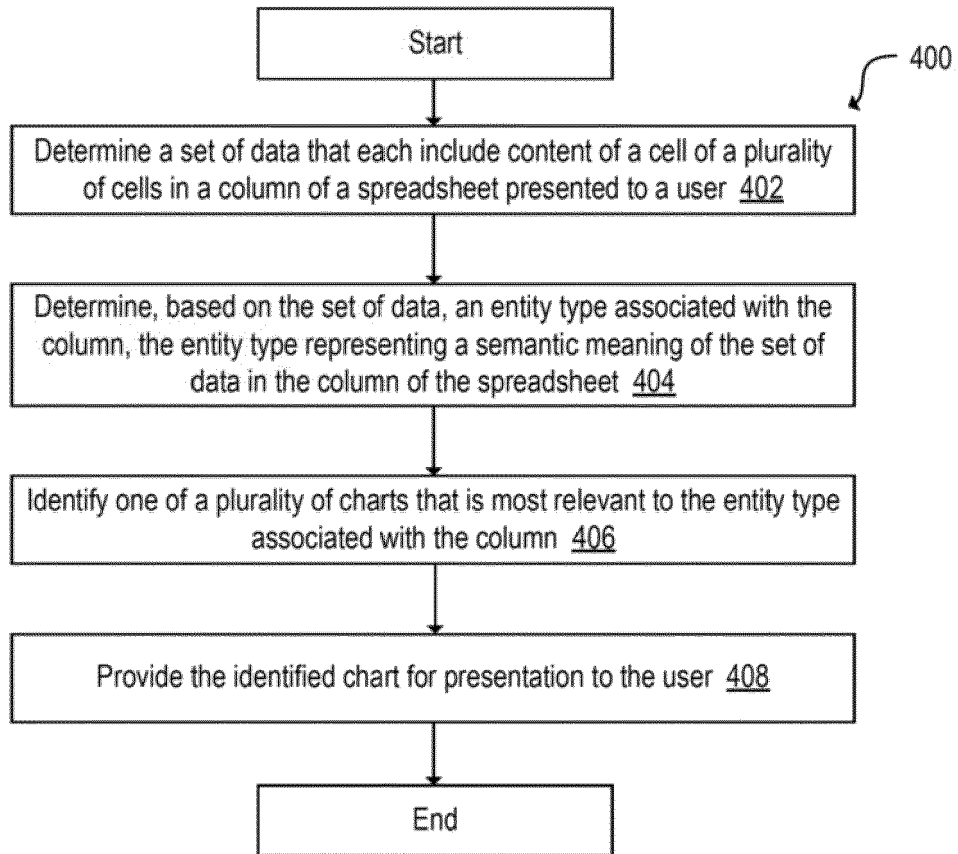 Start
400
Determine a set of data that each include content of a cell of a plurality
of cells in a column of a spreadsheet presented to a user 402
Determine, based on the set of data, an entity type associated with the
column, the entity type representing a semantic meaning of the set of
data in the column of the spreadsheet 404
Identify one of a plurality of charts that is most relevant to the entity type
associated with the column 406
Provide the identified chart for presentation to the user 408
End